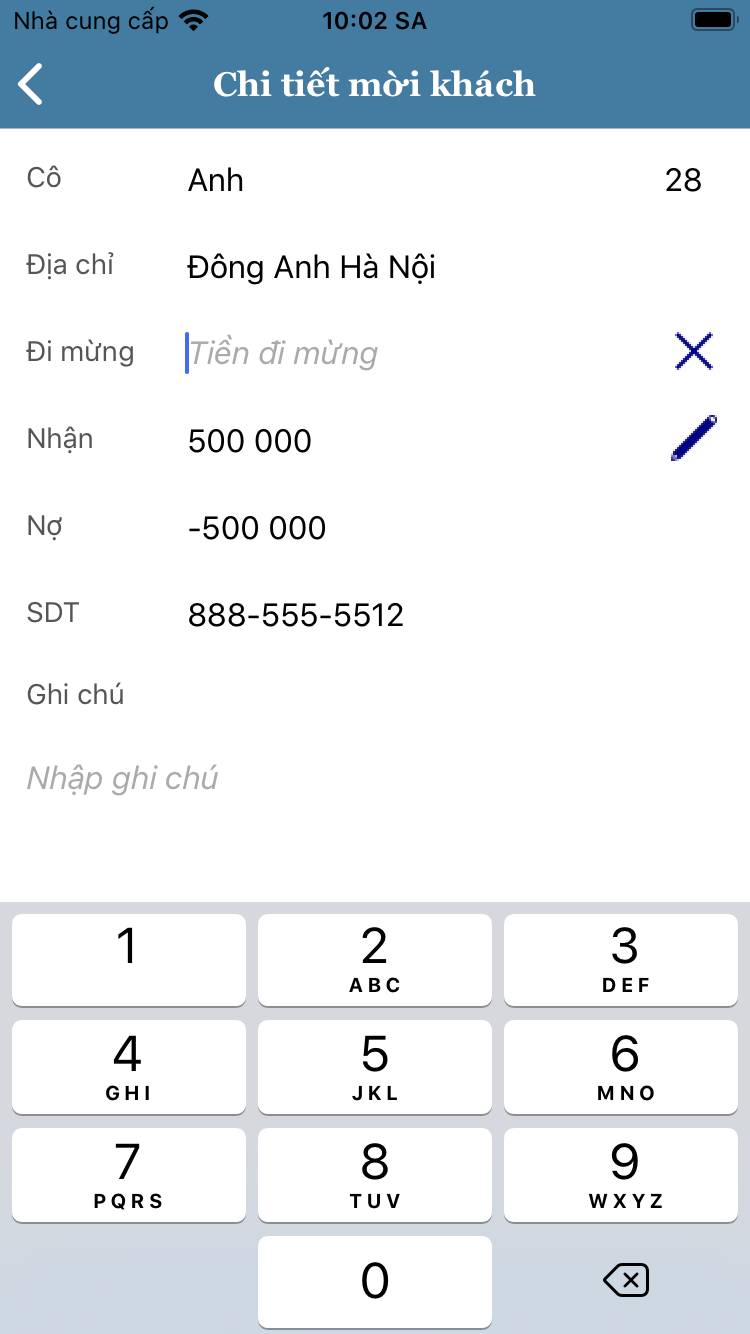 Nhà cung cấp 10:02 SA
Chi tiết mời khách
Cô Anh 28
Địa chỉ Đông Anh Hà Nội
Đi mừng Tiền đi mừng
Nhận 500 000
Nợ -500 000
SDT 888-555-5512
Ghi chú
Nhập ghi chú
1 2 3
ABC DEF
4 5 6
GHI JKL MNO
7 8 9
PQRS TUV WXYZ
0